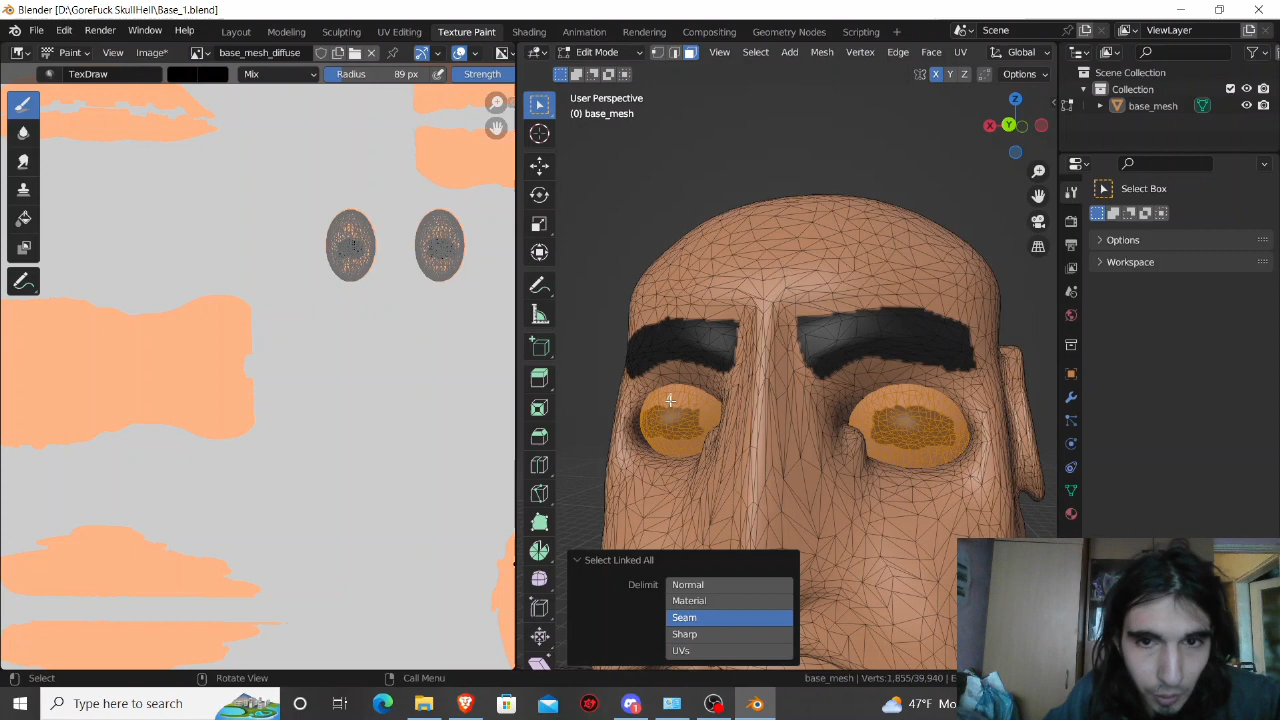 Blender [D:\GoreFuck SkullHell\Base_1.blend]
File Edit Render Window Help Layout Modeling Sculpting UV Editing Texture Paint Shading Animation Rendering Compositing Geometry Nodes Scripting + Scene ViewLayer
Paint View Image* base_mesh_diffuse Edit Mode View Select Add Mesh Vertex Edge Face UV Global
TexDraw Mix Radius 89 px Strength X Y Z Options
Scene Collection
Collection
base_mesh
User Perspective
(0) base_mesh
Z
X
Y
Select Box
Options
Workspace
Select Linked All
Delimit Normal
Material
Seam
Sharp
UVs
Select Rotate View Call Menu base_mesh | Verts:1,855/39,940 | E
Type here to search 1 47°F Mo